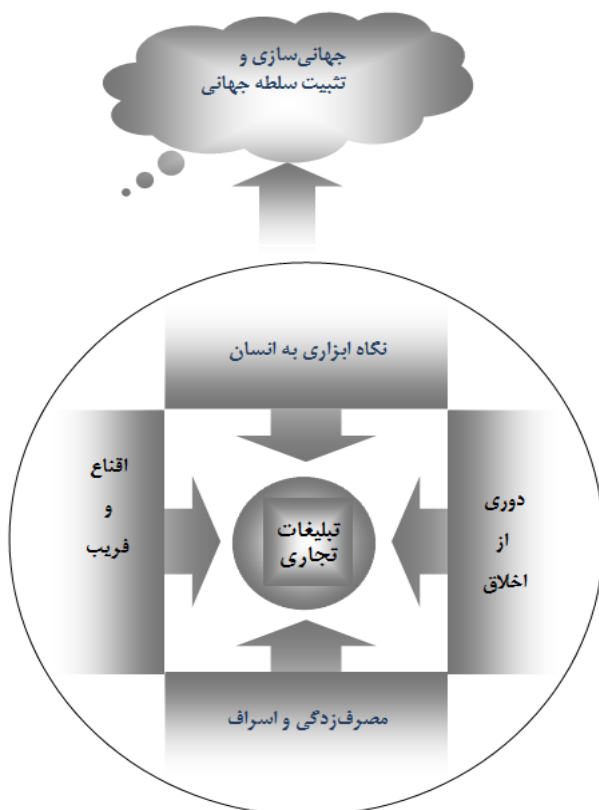 جهانی‌سازی و
تثبیت سلطه جهانی
نگاه ابزاری به انسان
اقناع
و
فریب
تبلیغات
تجاری
دوری
از
اخلاق
مصرف‌زدگی و اسراف